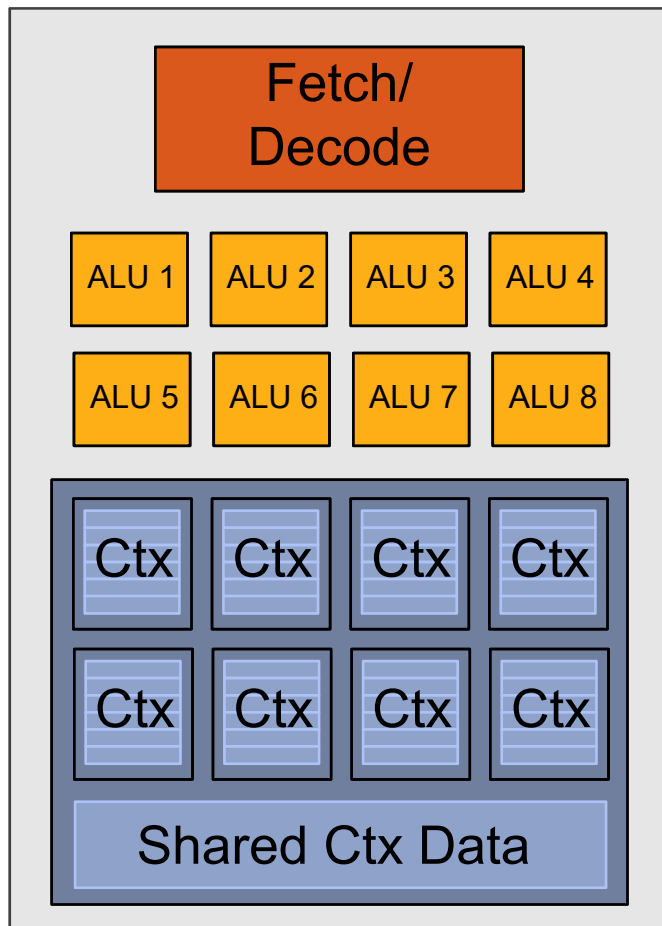 Fetch/
Decode
ALU 1 ALU 2 ALU 3 ALU 4
ALU 5 ALU 6 ALU 7 ALU 8
Ctx Ctx Ctx Ctx
Ctx Ctx Ctx Ctx
Shared Ctx Data